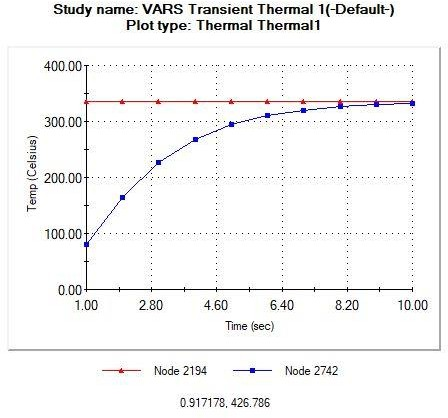 Study name: VARS Transient Thermal 1(-Default-)
Plot type: Thermal Thermal1
400.00
300.00
200.00
100.00
0.00
Temp (Celsius)
1.00 2.80 4.60 6.40 8.20 10.00
Time (sec)
Node 2194 Node 2742
0.917178, 426.786